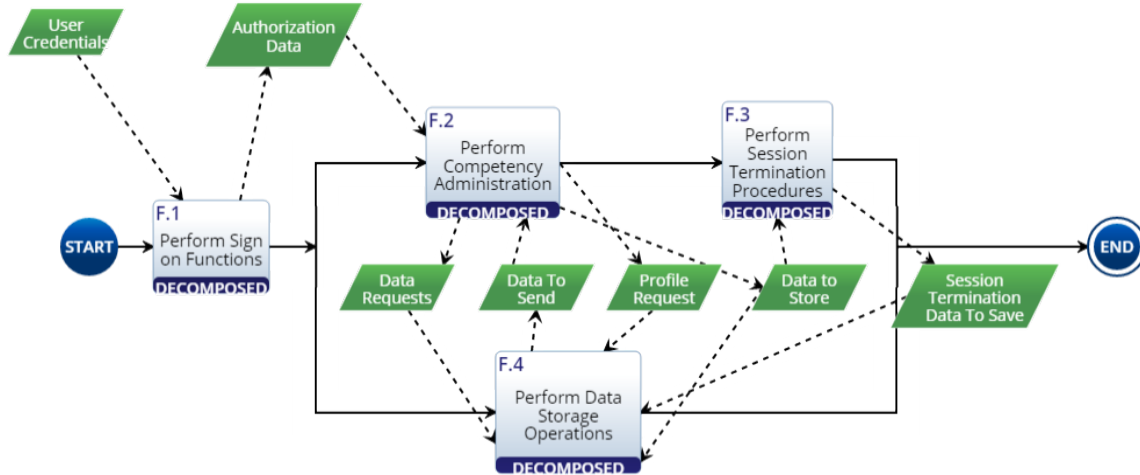 User
Credentials
Authorization
Data
F.2
Perform
Competency
Administration
DECOMPOSED
F.3
Perform
Session
Termination
Procedures
DECOMPOSED
F.1
Perform Sign
on Functions
DECOMPOSED
START
END
Data
Requests
Data To
Send
Profile
Request
Data to
Store
Session
Termination
Data To Save
F.4
Perform Data
Storage
Operations
DECOMPOSED